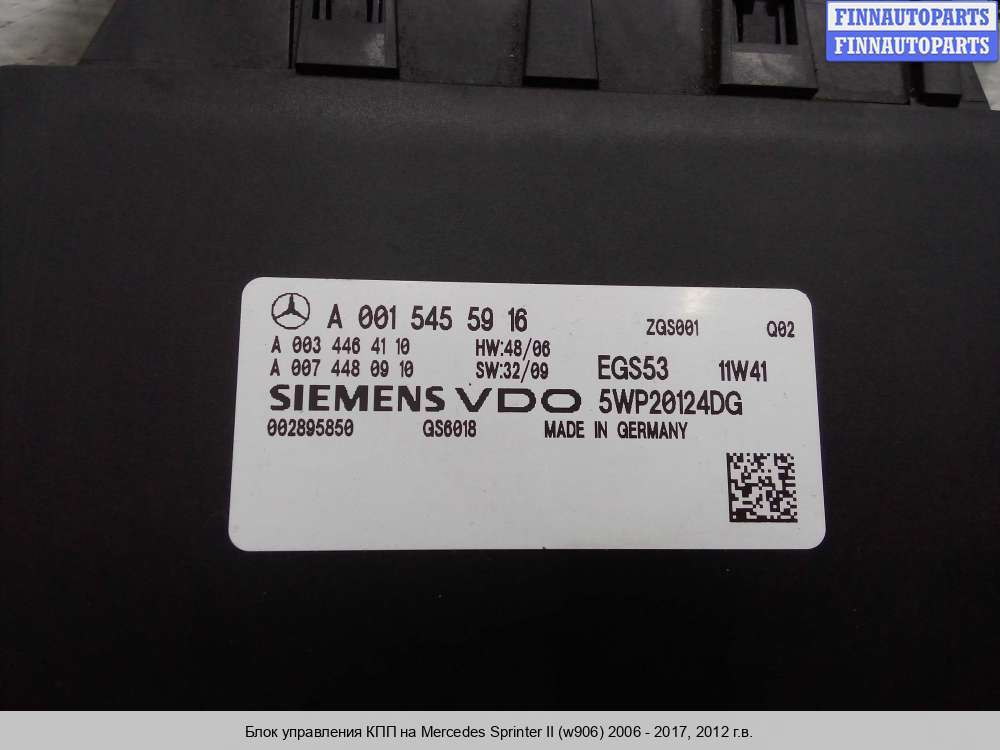 FINNAUTOPARTS
FINNAUTOPARTS
A 001 545 59 16 ZGS001 Q02
A 003 446 41 10 HW:48/06
A 007 448 09 10 SW:32/09 EGS53 11W41
SIEMENS VDO 5WP20124DG
002895850 GS6018 MADE IN GERMANY
Блок управления КПП на Mercedes Sprinter II (w906) 2006 - 2017, 2012 г.в.